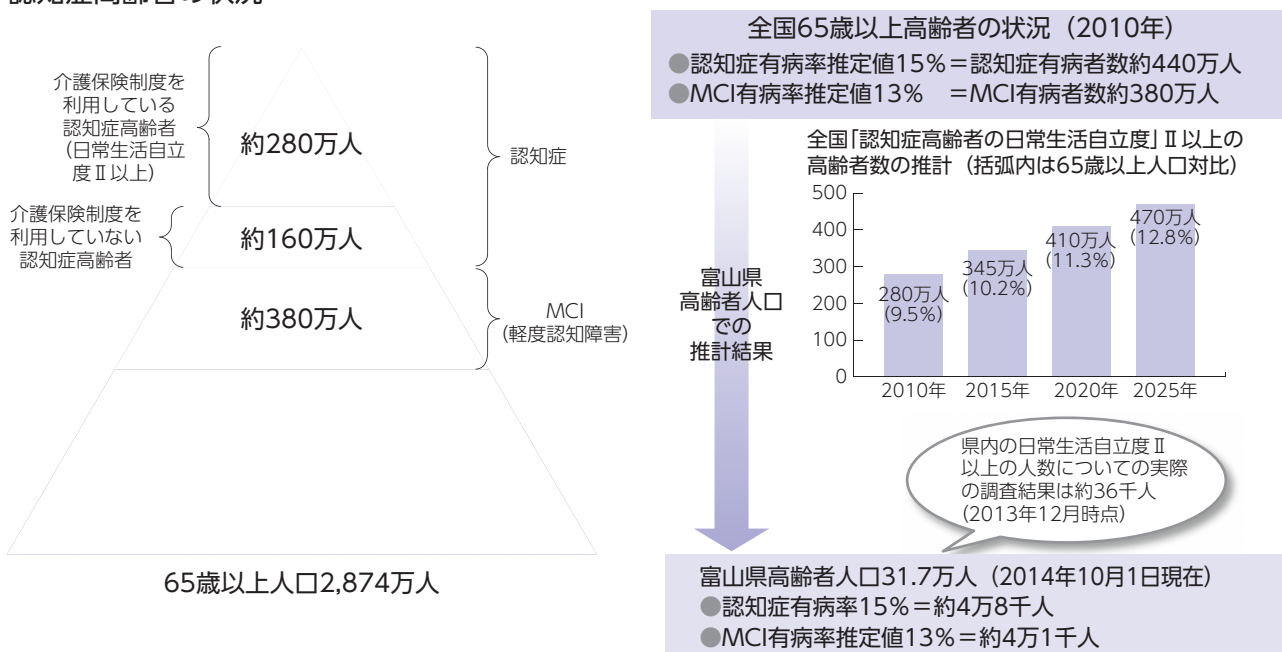 介護保険制度を
利用している
認知症高齢者
(日常生活自立
度Ⅱ以上)
約280万人
認知症
介護保険制度を
利用していない
認知症高齢者
約160万人
約380万人
MCI
(軽度認知障害)
65歳以上人口2,874万人
全国65歳以上高齢者の状況(2010年)
●認知症有病率推定値15%=認知症有病者数約440万人
●MCI有病率推定値13% =MCI有病者数約380万人
富山県
高齢者人口
での
推計結果
全国「認知症高齢者の日常生活自立度」Ⅱ以上の
高齢者数の推計(括弧内は65歳以上人口対比)
500
400
300
200
100
0
280万人
(9.5%)
345万人
(10.2%)
410万人
(11.3%)
470万人
(12.8%)
2010年 2015年 2020年 2025年
県内の日常生活自立度Ⅱ
以上の人数についての実際
の調査結果は約36千人
(2013年12月時点)
富山県高齢者人口31.7万人(2014年10月1日現在)
●認知症有病率15%=約4万8千人
●MCI有病率推定値13%=約4万1千人